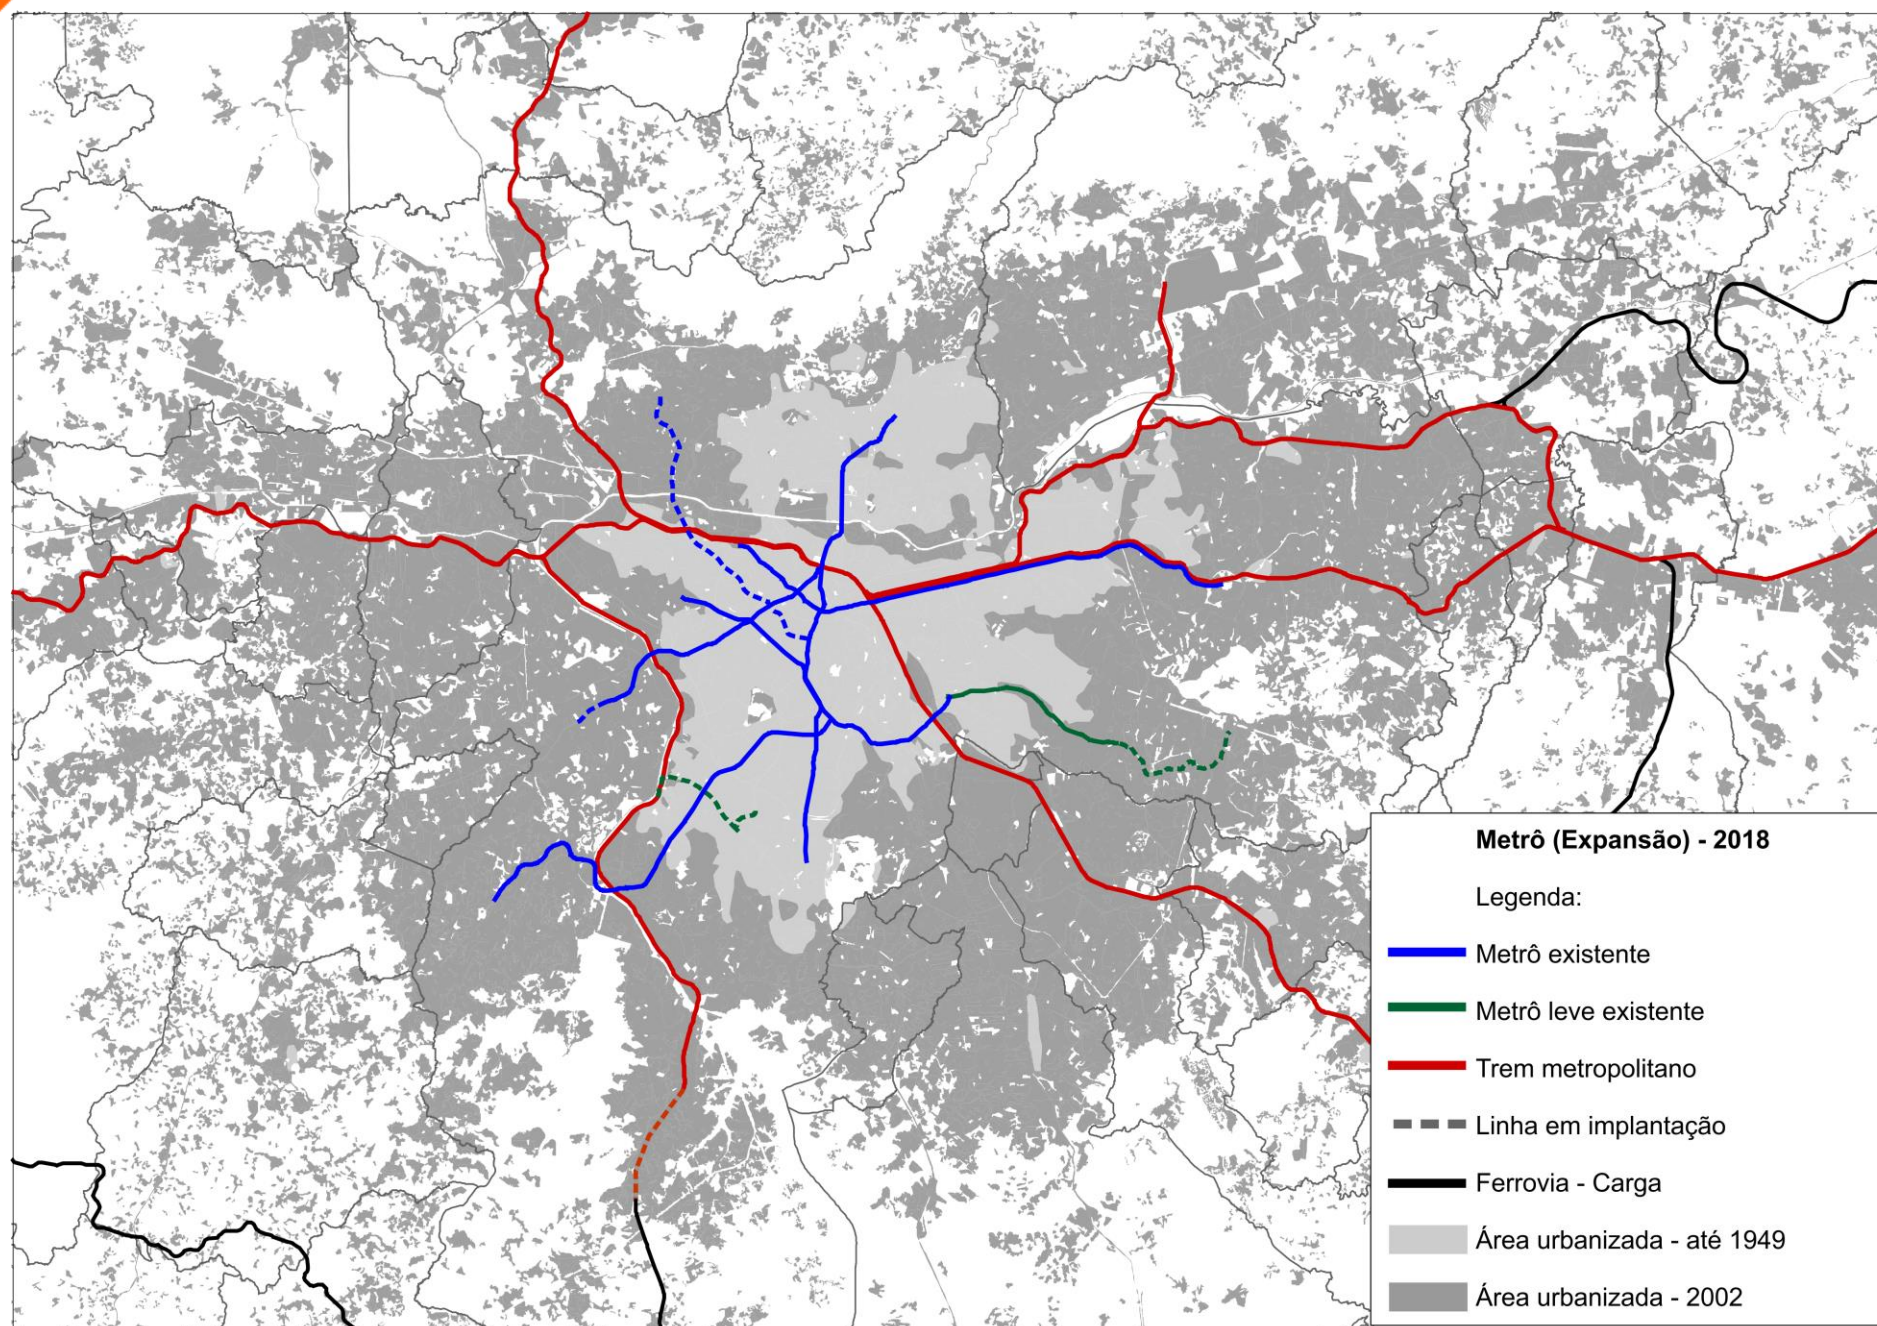 Metrô (Expansão) - 2018
Legenda:
Metrô existente
Metrô leve existente
Trem metropolitano
Linha em implantação
Ferrovia - Carga
Área urbanizada - até 1949
Área urbanizada - 2002